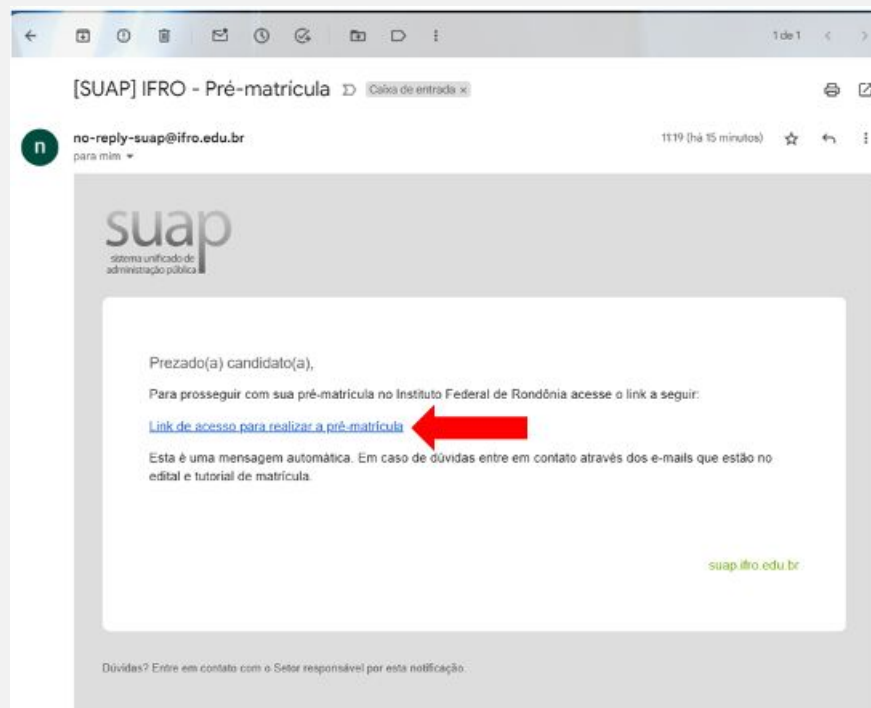 1 de 1
[SUAP] IFRO - Pré-matrícula Caixa de entrada x
no-reply-suap@ifro.edu.br 11:19 (há 15 minutos)
para mim
n
suap
sistema unificado de
administração pública
Prezado(a) candidato(a),
Para prosseguir com sua pré-matrícula no Instituto Federal de Rondônia acesse o link a seguir:
Link de acesso para realizar a pré-matrícula
Esta é uma mensagem automática. Em caso de dúvidas entre em contato através dos e-mails que estão no
edital e tutorial de matrícula.
suap.ifro.edu.br
Dúvidas? Entre em contato com o Setor responsável por esta notificação.